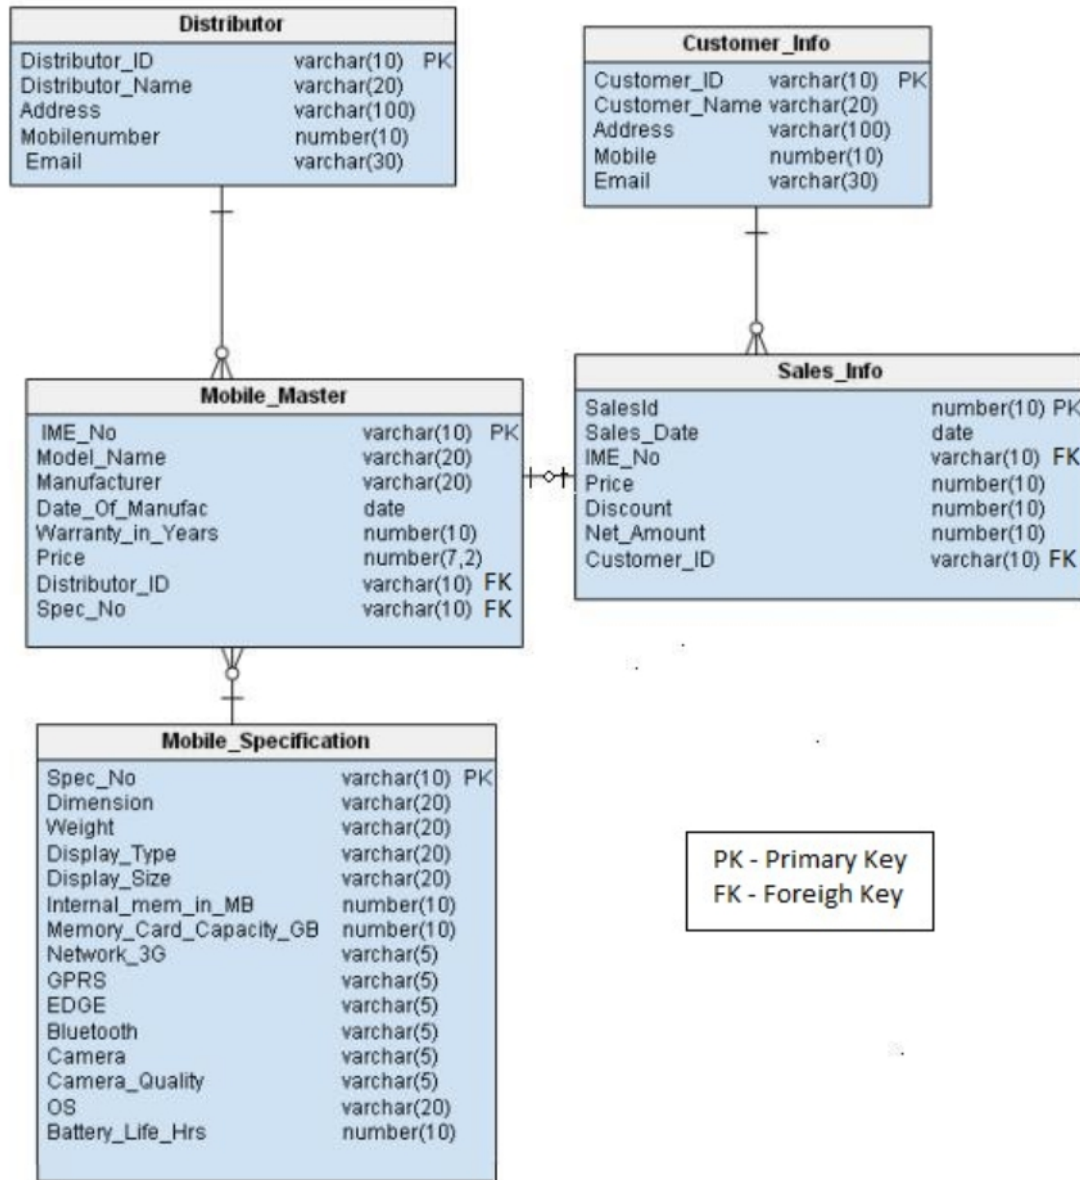 Distributor
Distributor_ID varchar(10) PK
Distributor_Name varchar(20)
Address varchar(100)
Mobilenumber number(10)
Email varchar(30)
Customer_Info
Customer_ID varchar(10) PK
Customer_Name varchar(20)
Address varchar(100)
Mobile number(10)
Email varchar(30)
Mobile_Master
IME_No varchar(10) PK
Model_Name varchar(20)
Manufacturer varchar(20)
Date_Of_Manufac date
Warranty_in_Years number(10)
Price number(7,2)
Distributor_ID varchar(10) FK
Spec_No varchar(10) FK
Sales_Info
SalesId number(10) PK
Sales_Date date
IME_No varchar(10) FK
Price number(10)
Discount number(10)
Net_Amount number(10)
Customer_ID varchar(10) FK
Mobile_Specification
Spec_No varchar(10) PK
Dimension varchar(20)
Weight varchar(20)
Display_Type varchar(20)
Display_Size varchar(20)
Internal_mem_in_MB number(10)
Memory_Card_Capacity_GB number(10)
Network_3G varchar(5)
GPRS varchar(5)
EDGE varchar(5)
Bluetooth varchar(5)
Camera varchar(5)
Camera_Quality varchar(5)
OS varchar(20)
Battery_Life_Hrs number(10)
PK - Primary Key
FK - Foreigh Key